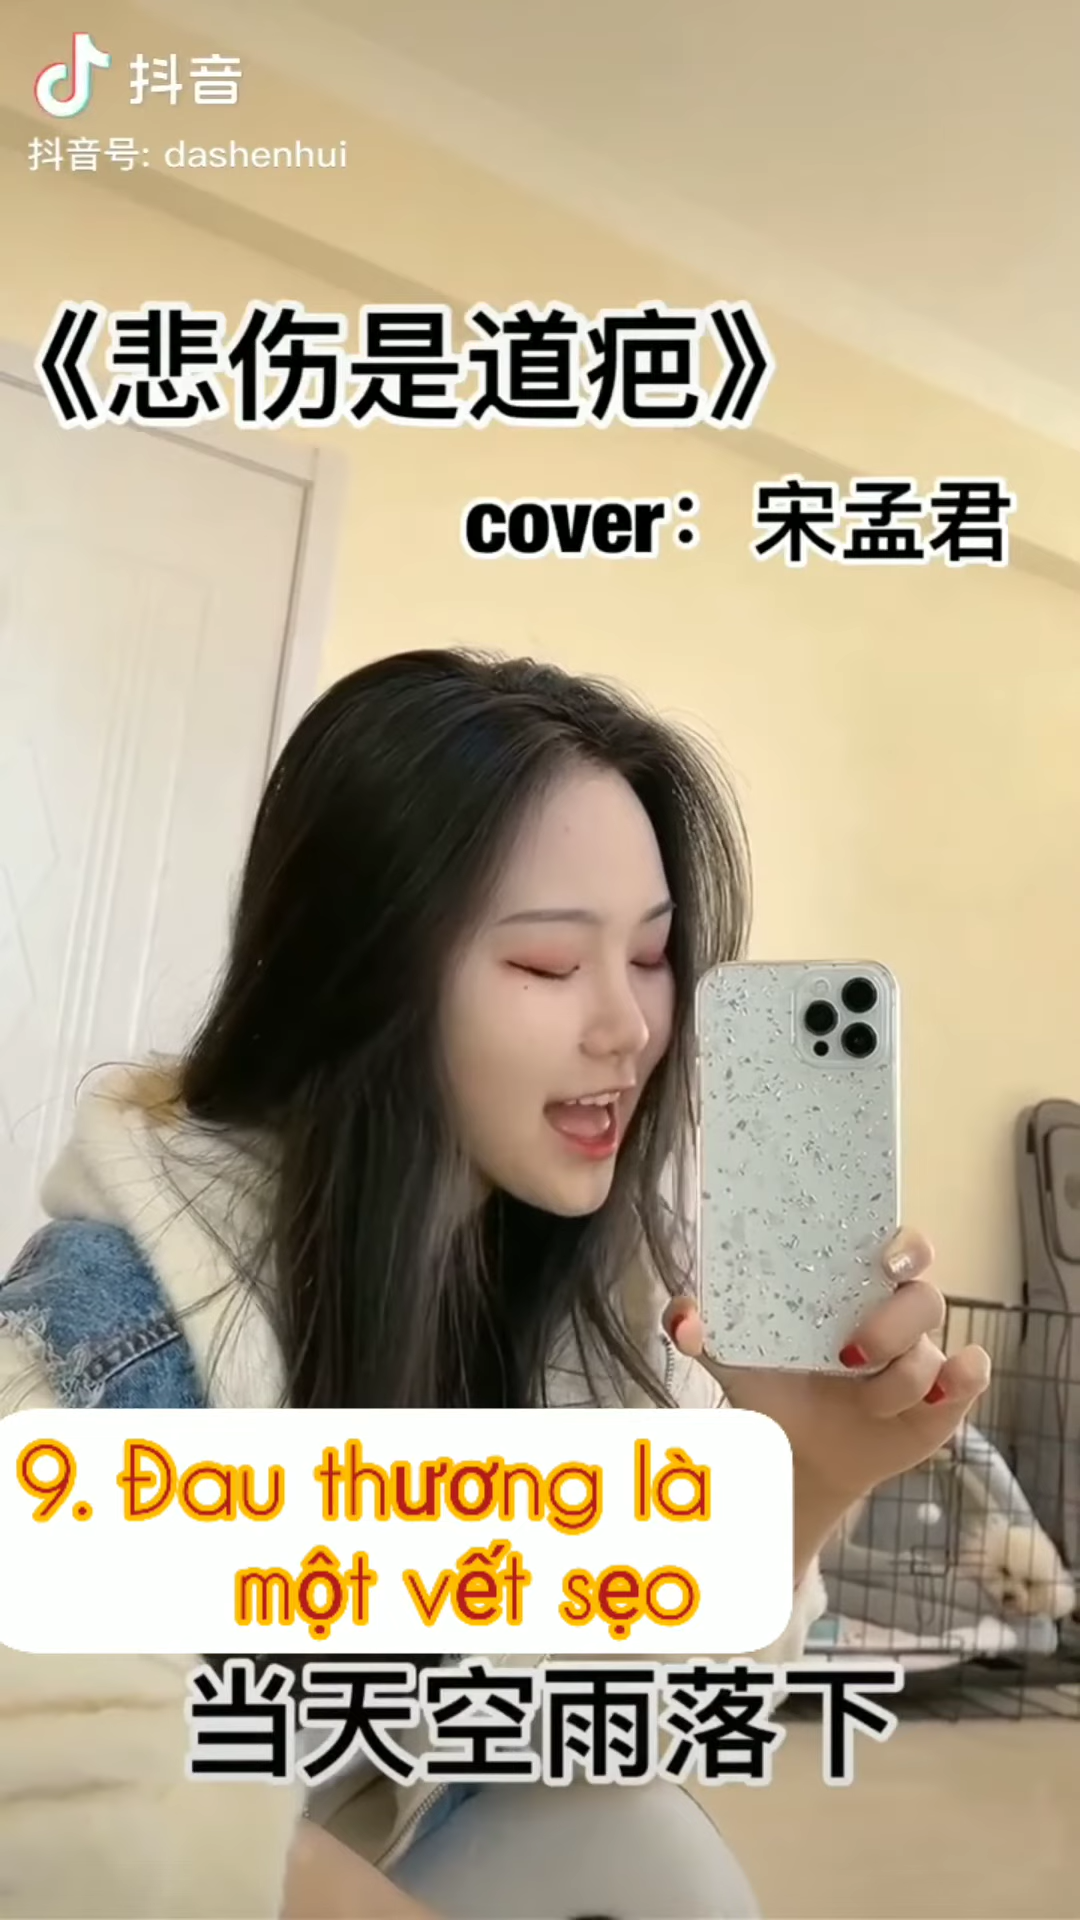 抖音
抖音号: dashenhui
《悲伤是道疤》
cover：宋孟君
9. Đau thương là
một vết sẹo
当天空雨落下